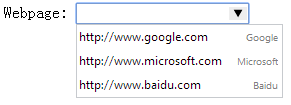 Webpage:
http://www.google.com Google
http://www.microsoft.com Microsoft
http://www.baidu.com Baidu